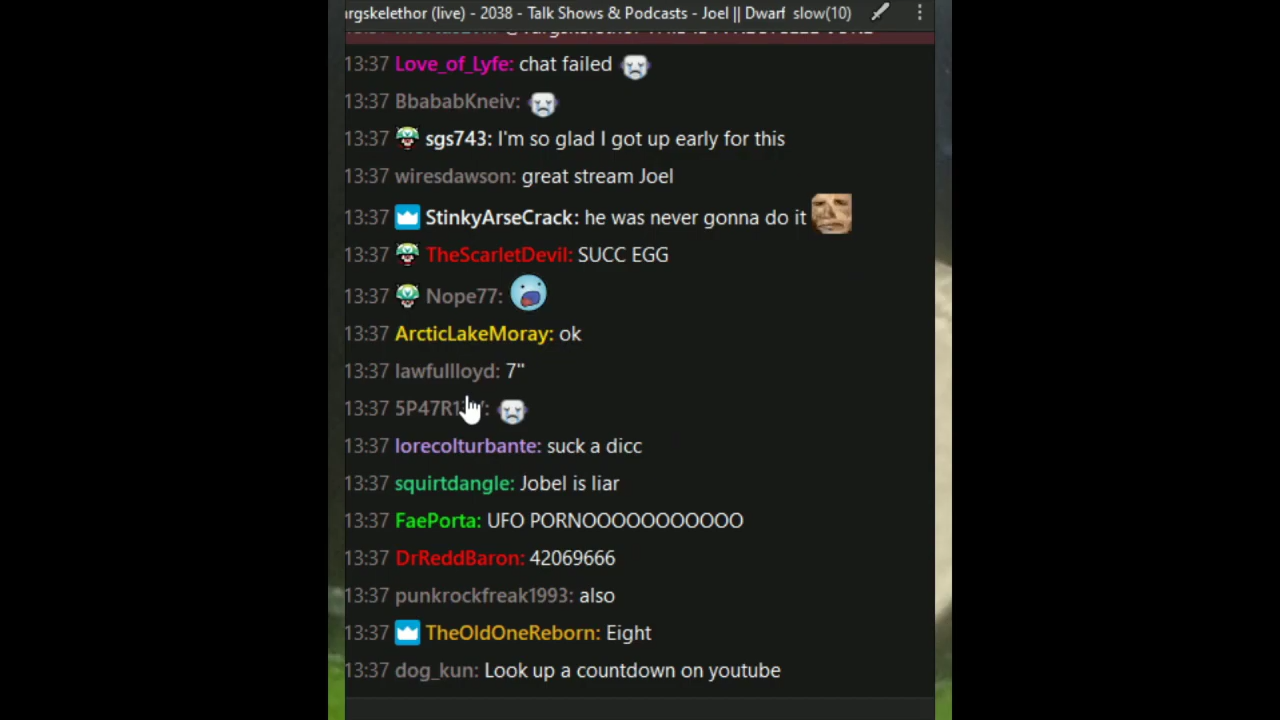 argskelethor (live) - 2038 - Talk Shows & Podcasts - Joel || Dwarf slow(10)
13:37 Love_of_Lyfe: chat failed
13:37 BbababKneiv:
13:37 sgs743: I'm so glad I got up early for this
13:37 wiresdawson: great stream Joel
13:37 StinkyArseCrack: he was never gonna do it
13:37 TheScarletDevil: SUCC EGG
13:37 Nope77:
13:37 ArcticLakeMoray: ok
13:37 lawfullloyd: 7"
13:37
13:37 lorecolturbante: suck a dicc
13:37 squirtdangle: Jobel is liar
13:37 FaePorta: UFO PORNOOOOOOOOOOO
13:37 DrReddBaron: 42069666
13:37 punkrockfreak1993: also
13:37 TheOldOneReborn: Eight
13:37 dog_kun: Look up a countdown on youtube